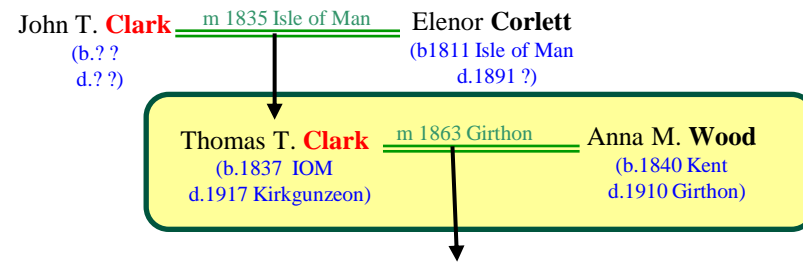 John T. Clark m 1835 Isle of Man Elenor Corlett
(b.? ? (b1811 Isle of Man
d.? ?) d.1891 ?)
Thomas T. Clark m 1863 Girthon Anna M. Wood
(b.1837 IOM (b.1840 Kent
d.1917 Kirkgunzeon) d.1910 Girthon)